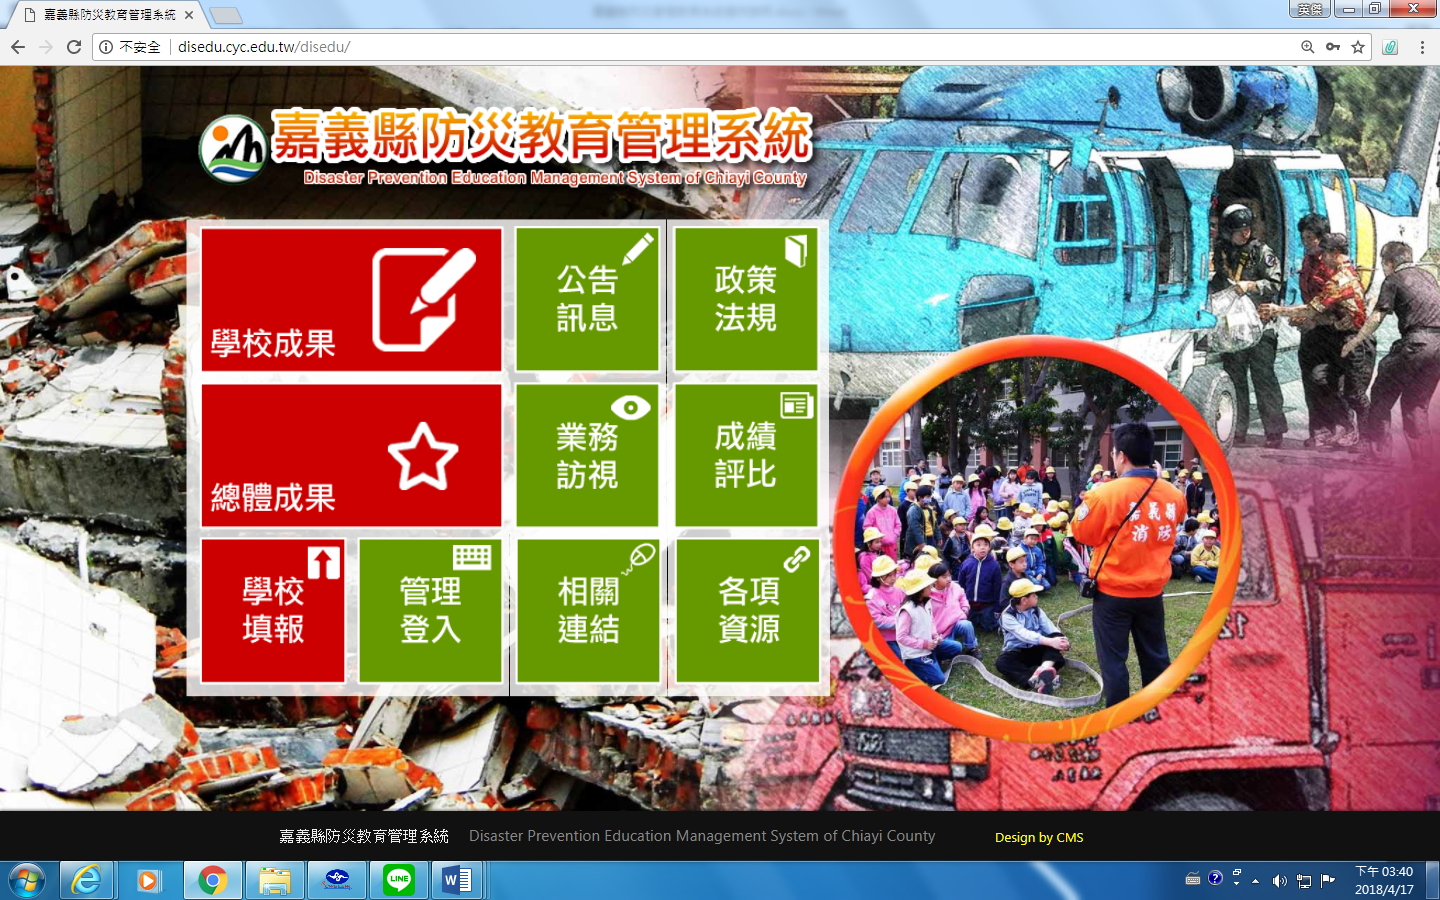 嘉義縣防災教育管理系統
英傑
不安全
disedu.cyc.edu.tw/disedu/
嘉義縣防災教育管理系統
Disaster Prevention Education Management System of Chiayi County
學校成果
公告
訊息
政策
法規
總體成果
業務
訪視
成績
評比
學校
填報
管理
登入
相關
連結
各項
資源
嘉義縣
消防
嘉義縣防災教育管理系統
Disaster Prevention Education Management System of Chiayi County
Design by CMS
LINE
下午 03:40
2018/4/17